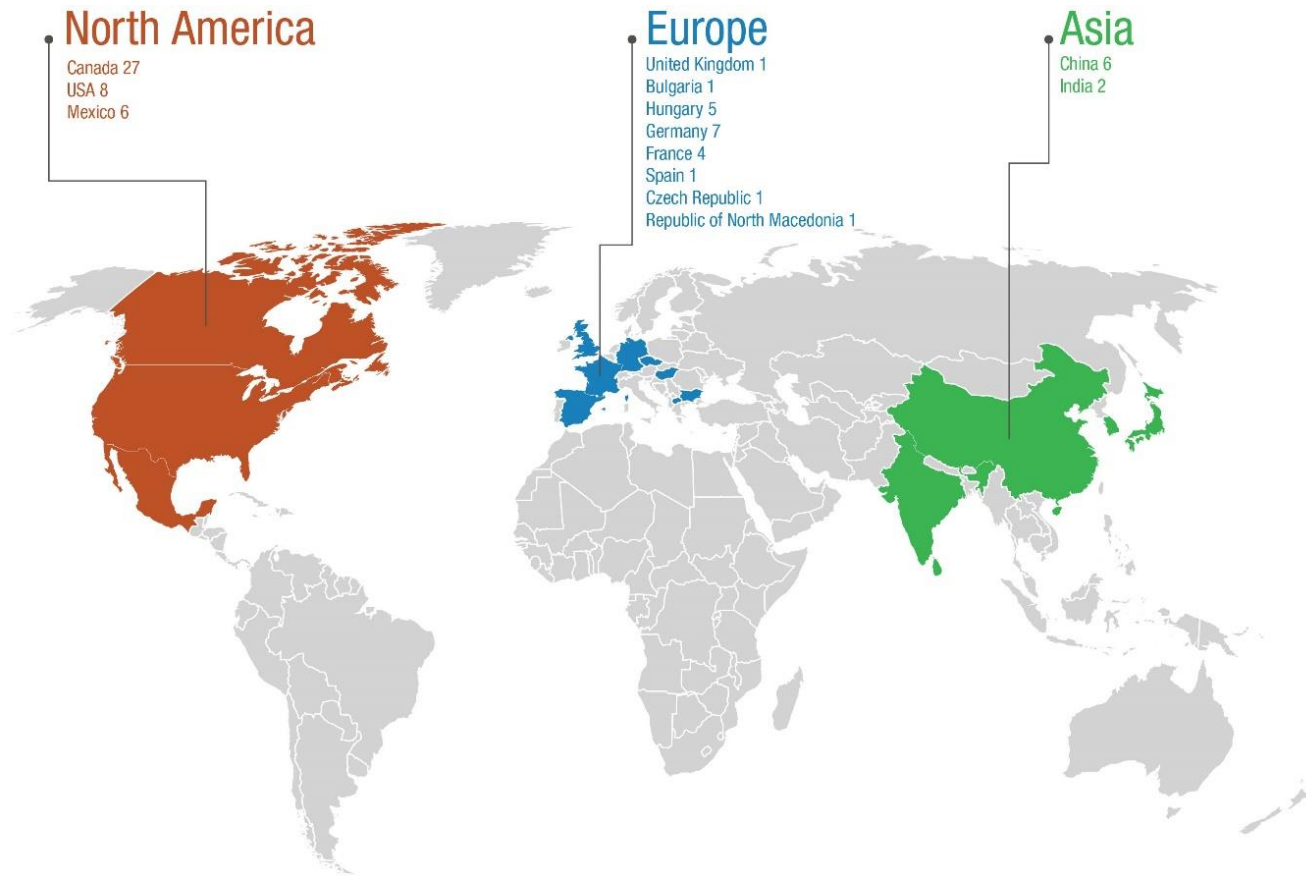 North America
Canada 27
USA 8
Mexico 6
Europe
United Kingdom 1
Bulgaria 1
Hungary 5
Germany 7
France 4
Spain 1
Czech Republic 1
Republic of North Macedonia 1
Asia
China 6
India 2